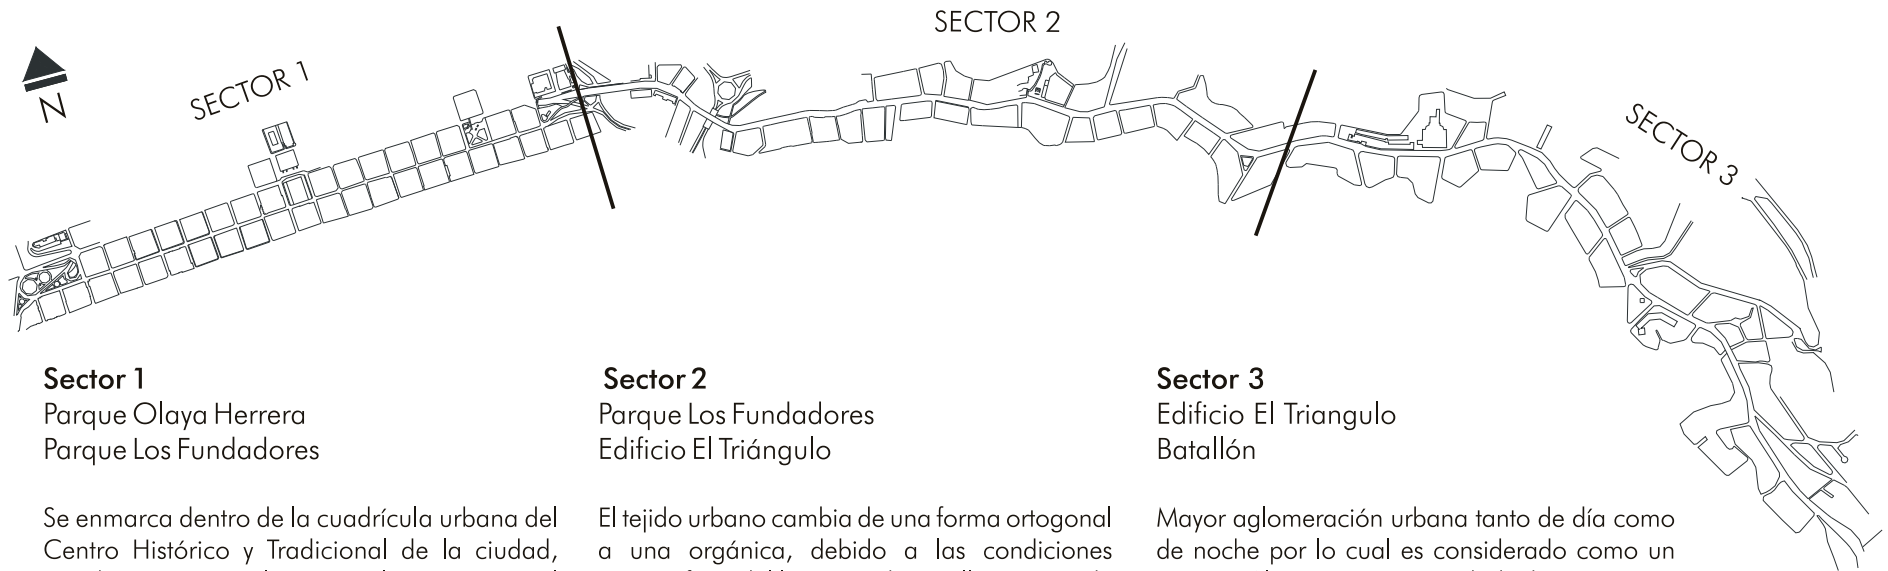 SECTOR 2
SECTOR 1
N
SECTOR 3
Sector 1
Parque Olaya Herrera
Parque Los Fundadores
Se enmarca dentro de la cuadrícula urbana del
Centro Histórico y Tradicional de la ciudad,
Sector 2
Parque Los Fundadores
Edificio El Triángulo
El tejido urbano cambia de una forma ortogonal
a una orgánica, debido a las condiciones
Sector 3
Edificio El Triangulo
Batallón
Mayor aglomeración urbana tanto de día como
de noche por lo cual es considerado como un